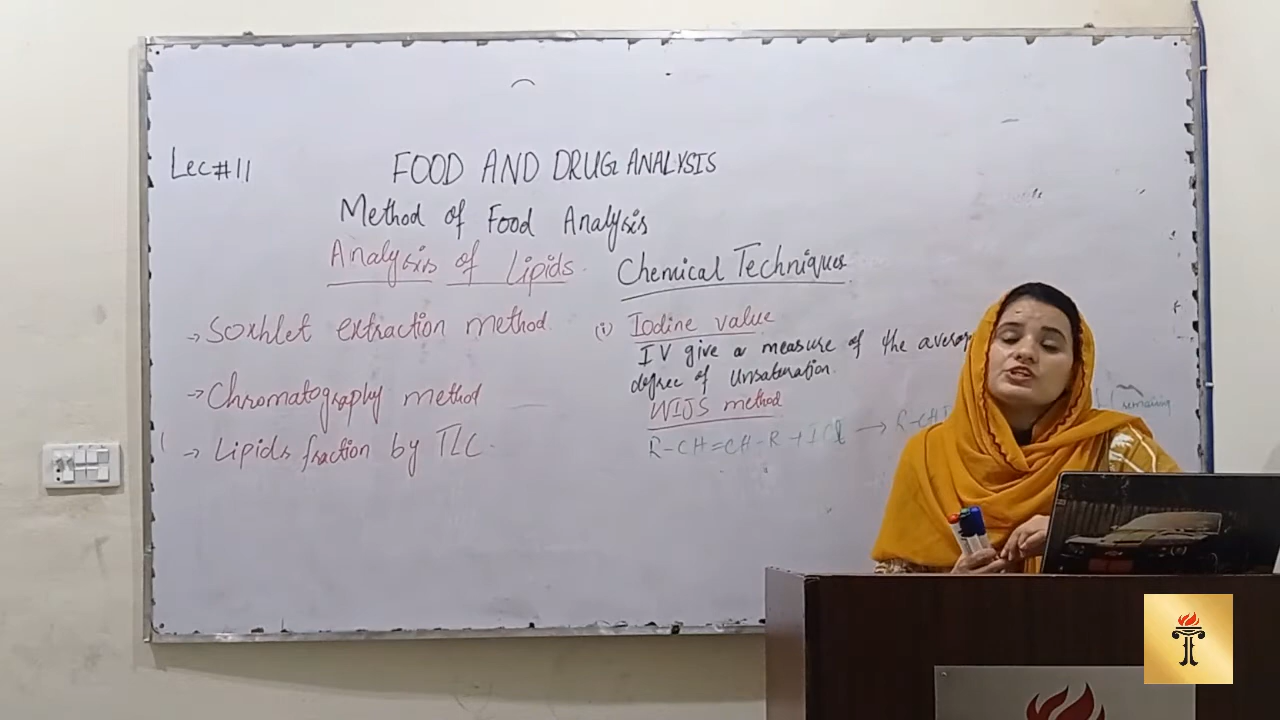 Lec#11
FOOD AND DRUG ANALYSIS
Method of Food Analysis
Analysis of Lipids.
→ Soxhlet extraction method
→ Chromatography method
→ Lipids fraction by TLC.
Chemical Techniques
(i) Iodine value
IV give a measure of the
degree of Unsaturation.
WIJS method
R-CH=CH-R + ICl → R-CHI
remaining